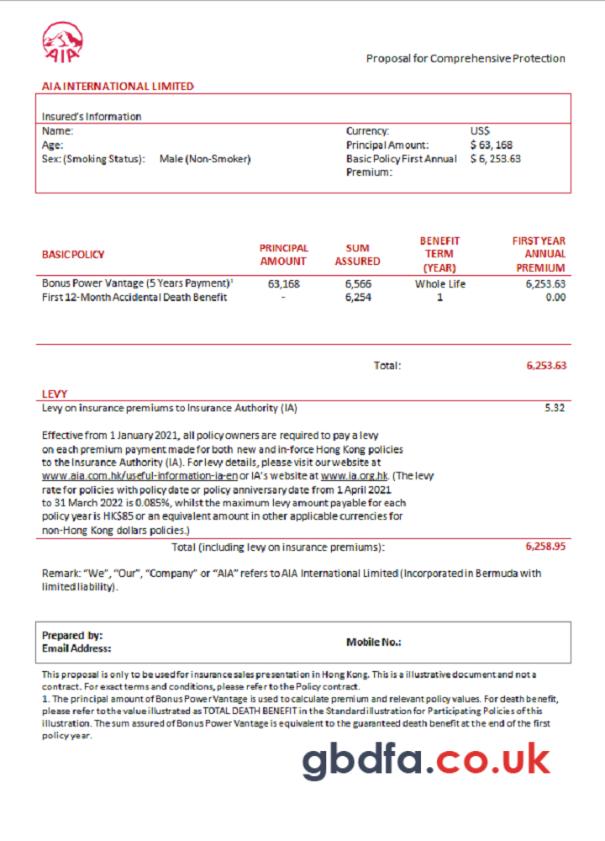 AIA
Proposal for Comprehensive Protection
AIA INTERNATIONAL LIMITED
Insured's Information
Name: Currency: US$
Age: Principal Amount: $ 63, 168
Sex: (Smoking Status): Male (Non-Smoker) Basic Policy First Annual $ 6, 253.63
Premium:
BASIC POLICY PRINCIPAL AMOUNT SUM ASSURED BENEFIT TERM (YEAR) FIRST YEAR ANNUAL PREMIUM
Bonus Power Vantage (5 Years Payment)¹ 63,168 6,566 Whole Life 6,253.63
First 12-Month Accidental Death Benefit - 6,254 1 0.00
Total: 6,253.63
LEVY
Levy on insurance premiums to Insurance Authority (IA) 5.32
Effective from 1 January 2021, all policy owners are required to pay a levy
on each premium payment made for both new and in-force Hong Kong policies
to the Insurance Authority (IA). For levy details, please visit our website at
www.aia.com.hk/useful-information-ia-en or IA's website at www.ia.org.hk. (The levy
rate for policies with policy date or policy anniversary date from 1 April 2021
to 31 March 2022 is 0.085%, whilst the maximum levy amount payable for each
policy year is HK$85 or an equivalent amount in other applicable currencies for
non-Hong Kong dollars policies.)
Total (including levy on insurance premiums): 6,258.95
Remark: "We", "Our", "Company" or "AIA" refers to AIA International Limited (Incorporated in Bermuda with
limited liability).
Prepared by:
Email Address: Mobile No.:
This proposal is only to be used for insurance sales presentation in Hong Kong. This is a illustrative document and not a
contract. For exact terms and conditions, please refer to the Policy contract.
1. The principal amount of Bonus Power Vantage is used to calculate premium and relevant policy values. For death benefit,
please refer to the value illustrated as TOTAL DEATH BENEFIT in the Standard illustration for Participating Policies of this
illustration. The sum assured of Bonus Power Vantage is equivalent to the guaranteed death benefit at the end of the first
policy year.
gbdfa.co.uk